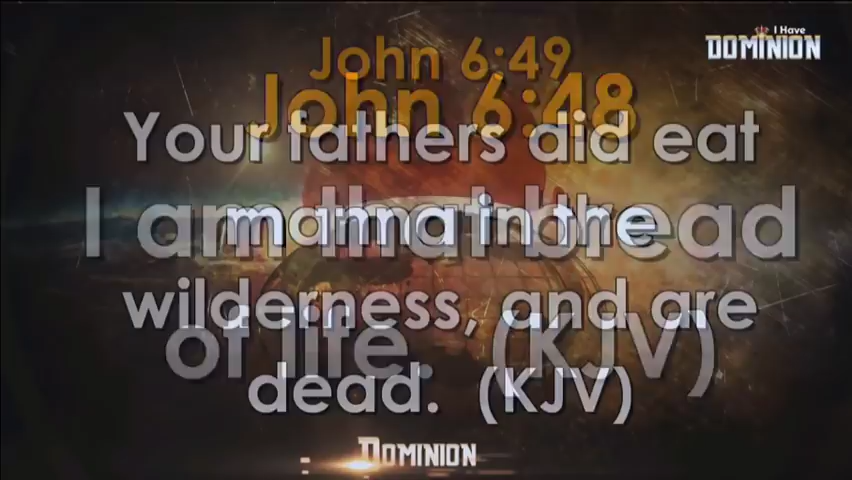 I Have
DOMINION
John 6:49
John 6:48
Your fathers did eat
I am that bread
manna in the
wilderness, and are
of life. (KJV)
dead. (KJV)
DOMINION